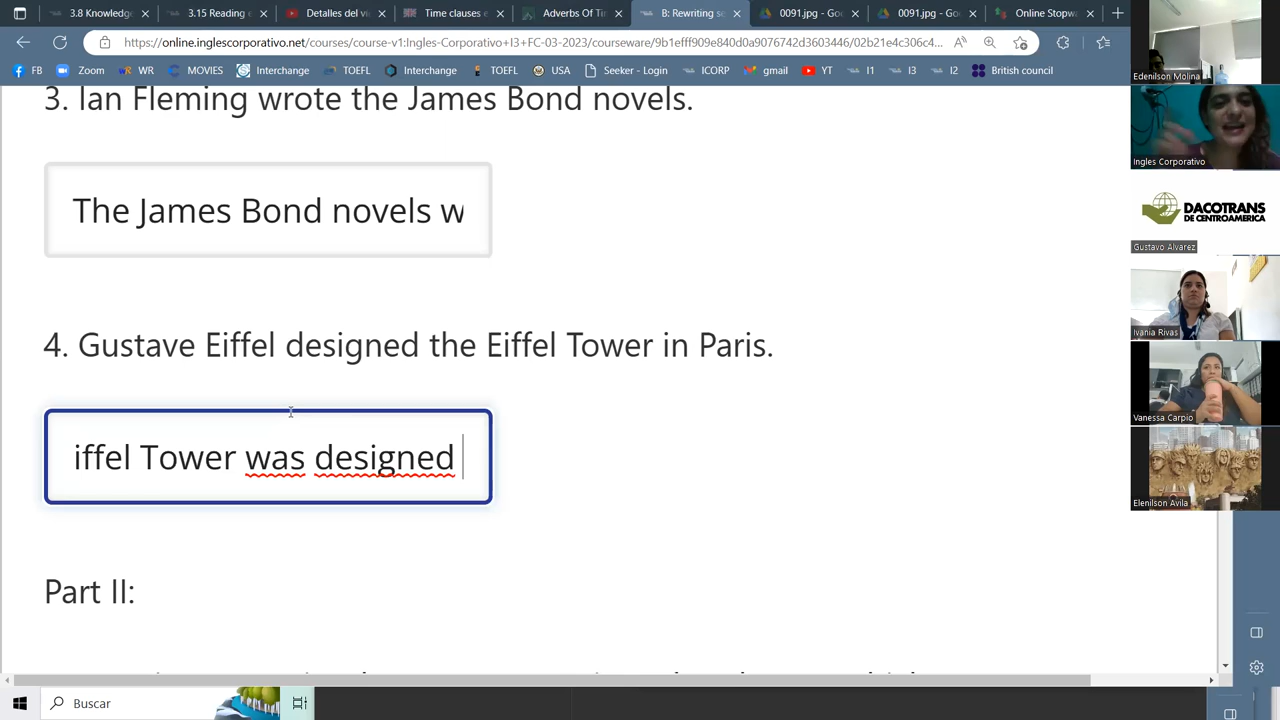 3.8 Knowledge
3.15 Reading e
Detalles del vi
Time clauses e
Adverbs Of Ti
B: Rewriting se
0091.jpg - Goo
0091.jpg - Goo
Online Stopw
https://online.inglescorporativo.net/courses/course-v1:Ingles-Corporativo+I3+FC-03-2023/courseware/9b1efff909e840d0a9076742d3603446/02b21e4c306c4...
FB Zoom WR MOVIES Interchange TOEFL Interchange TOEFL USA Seeker - Login ICORP gmail YT I1 I3 I2 British council
3. Ian Fleming wrote the James Bond novels.
The James Bond novels w
4. Gustave Eiffel designed the Eiffel Tower in Paris.
iffel Tower was designed
Part II:
Buscar
Edenilson Molina
Ingles Corporativo
DACOTRANS
DE CENTROAMERICA
Gustavo Alvarez
Ivania Rivas
Vanessa Carpio
Elenilson Avila